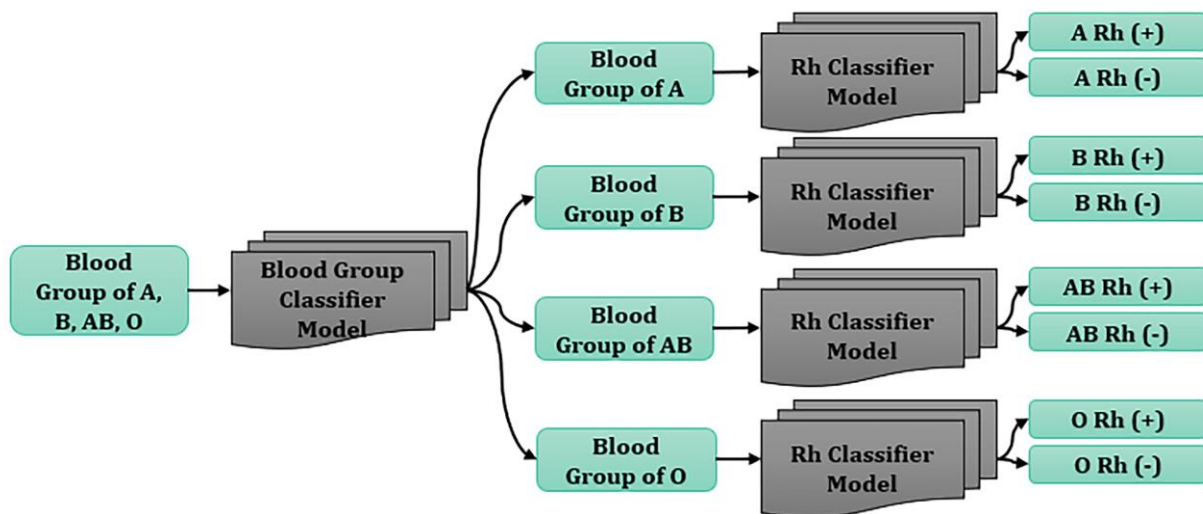 Blood
Group of A,
B, AB, O
Blood Group
Classifier
Model
Blood
Group of A
Rh Classifier
Model
A Rh (+)
A Rh (-)
Blood
Group of B
Rh Classifier
Model
B Rh (+)
B Rh (-)
Blood
Group of AB
Rh Classifier
Model
AB Rh (+)
AB Rh (-)
Blood
Group of O
Rh Classifier
Model
O Rh (+)
O Rh (-)